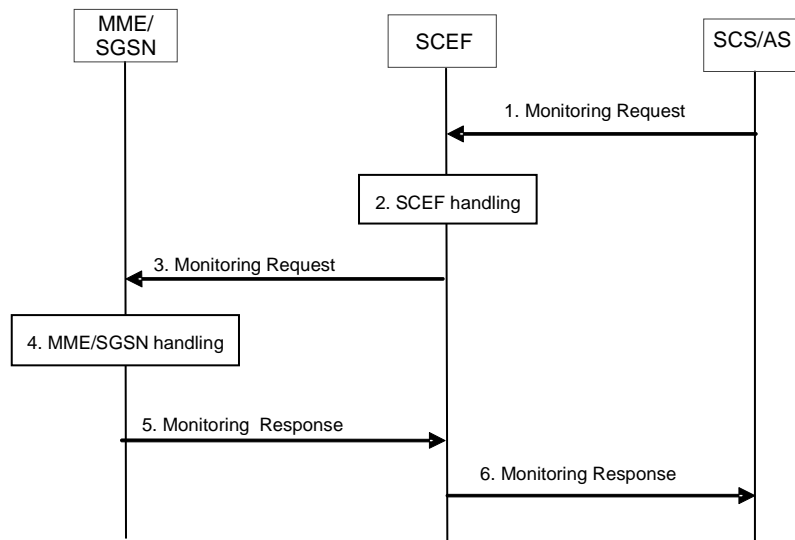 MME/
SGSN
SCEF
SCS/AS
1. Monitoring Request
2. SCEF handling
3. Monitoring Request
4. MME/SGSN handling
5. Monitoring Response
6. Monitoring Response